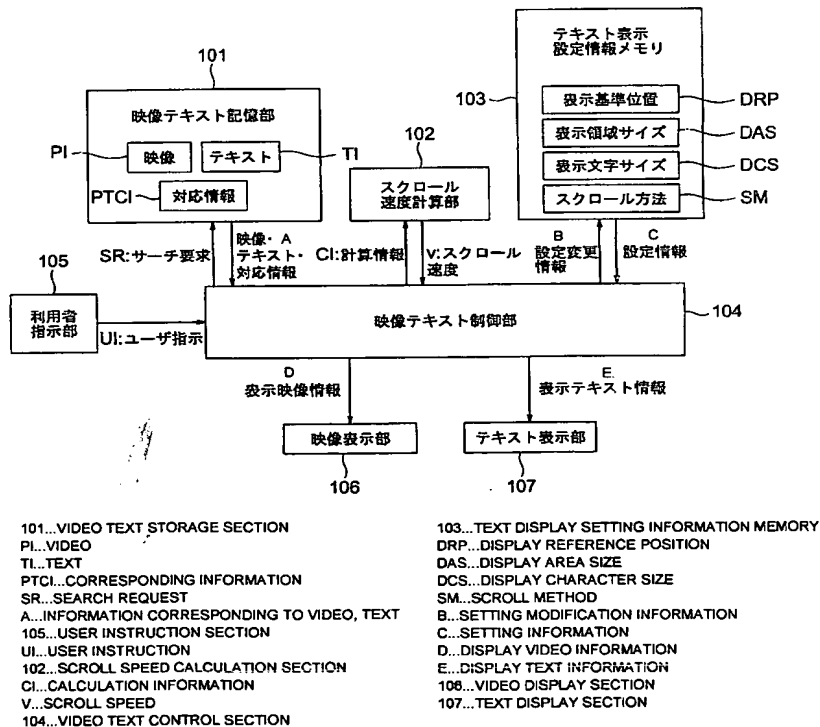 テキスト表示
設定情報メモリ
101
映像テキスト記憶部
103
表示基準位置
DRP
PI
映像
テキスト
TI
102
表示領域サイズ
DAS
表示文字サイズ
DCS
PTCI
対応情報
スクロール
速度計算部
スクロール方法
SM
105
SR:サーチ要求
映像・ A
テキスト・
対応情報
CI:計算情報
V:スクロール
速度
B
設定変更
情報
C
設定情報
利用者
指示部
UI:ユーザ指示
映像テキスト制御部
104
D
表示映像情報
E
表示テキスト情報
映像表示部
テキスト表示部
106
107
101...VIDEO TEXT STORAGE SECTION
PI...VIDEO
TI...TEXT
PTCI...CORRESPONDING INFORMATION
SR...SEARCH REQUEST
A...INFORMATION CORRESPONDING TO VIDEO, TEXT
105...USER INSTRUCTION SECTION
UI...USER INSTRUCTION
102...SCROLL SPEED CALCULATION SECTION
CI...CALCULATION INFORMATION
V...SCROLL SPEED
104...VIDEO TEXT CONTROL SECTION
103...TEXT DISPLAY SETTING INFORMATION MEMORY
DRP...DISPLAY REFERENCE POSITION
DAS...DISPLAY AREA SIZE
DCS...DISPLAY CHARACTER SIZE
SM...SCROLL METHOD
B...SETTING MODIFICATION INFORMATION
C...SETTING INFORMATION
D...DISPLAY VIDEO INFORMATION
E...DISPLAY TEXT INFORMATION
106...VIDEO DISPLAY SECTION
107...TEXT DISPLAY SECTION